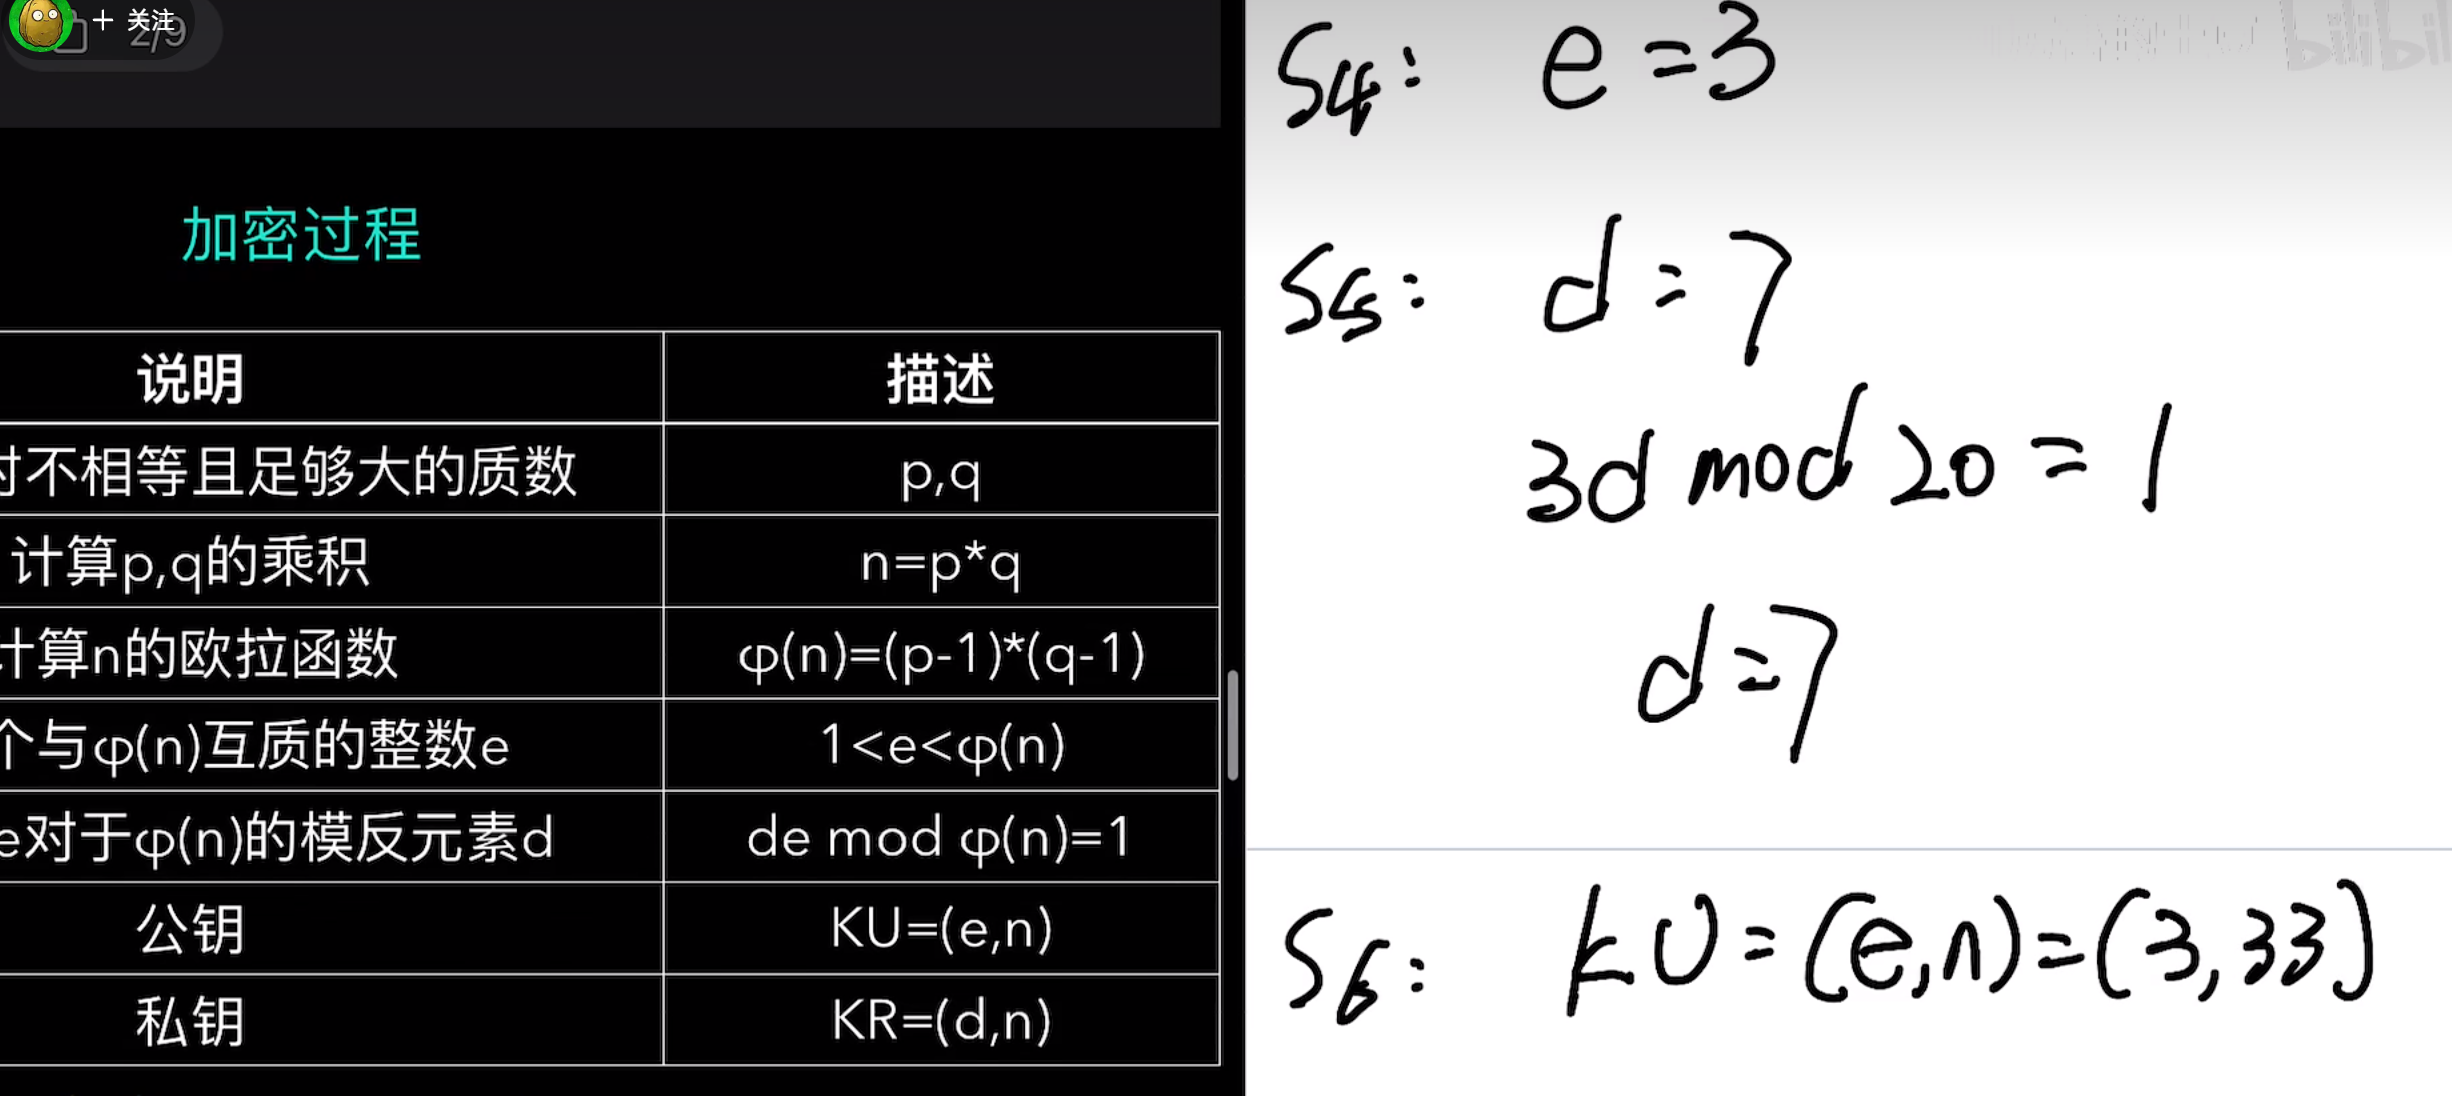 + 关注
2/9
bilibili
加密过程
说明 描述
对不相等且足够大的质数 p,q
计算p,q的乘积 n=p*q
计算n的欧拉函数 φ(n)=(p-1)*(q-1)
个与φ(n)互质的整数e 1<e<φ(n)
e对于φ(n)的模反元素d de mod φ(n)=1
公钥 KU=(e,n)
私钥 KR=(d,n)
S4: e=3
S5: d=7
3d mod 20=1
d=7
S6: KU=(e,n)=(3,33)